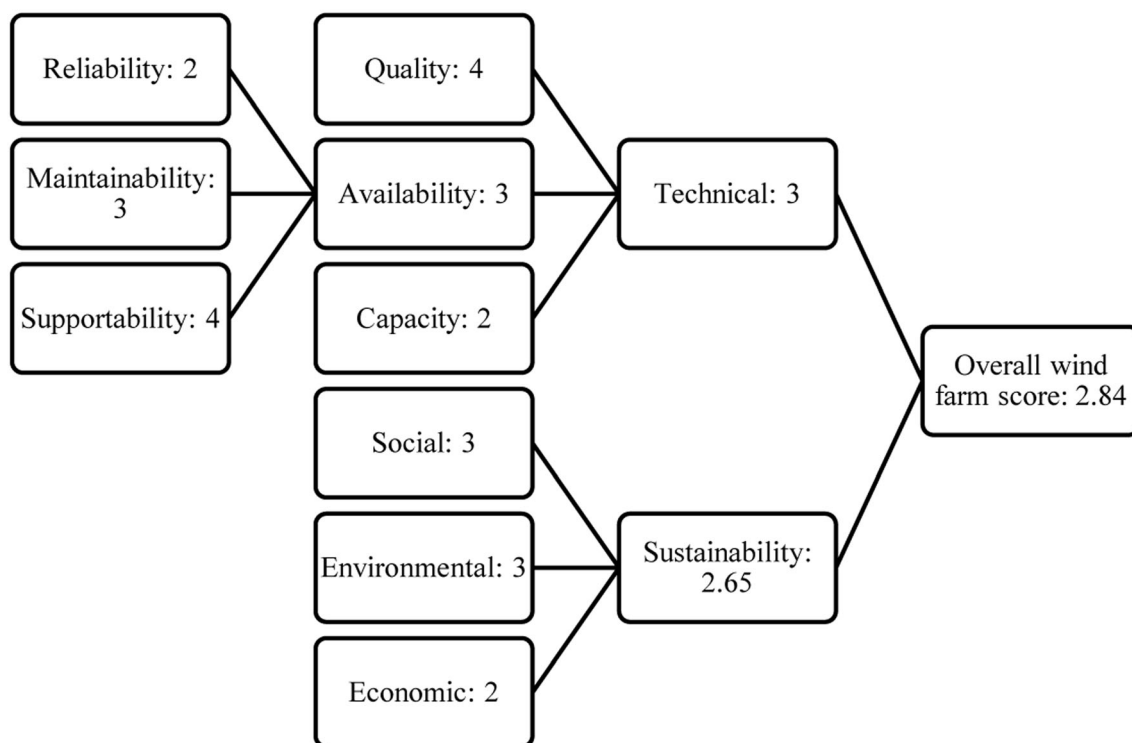 Reliability: 2
Maintainability:
3
Supportability: 4
Quality: 4
Availability: 3
Capacity: 2
Social: 3
Environmental: 3
Economic: 2
Technical: 3
Sustainability:
2.65
Overall wind
farm score: 2.84